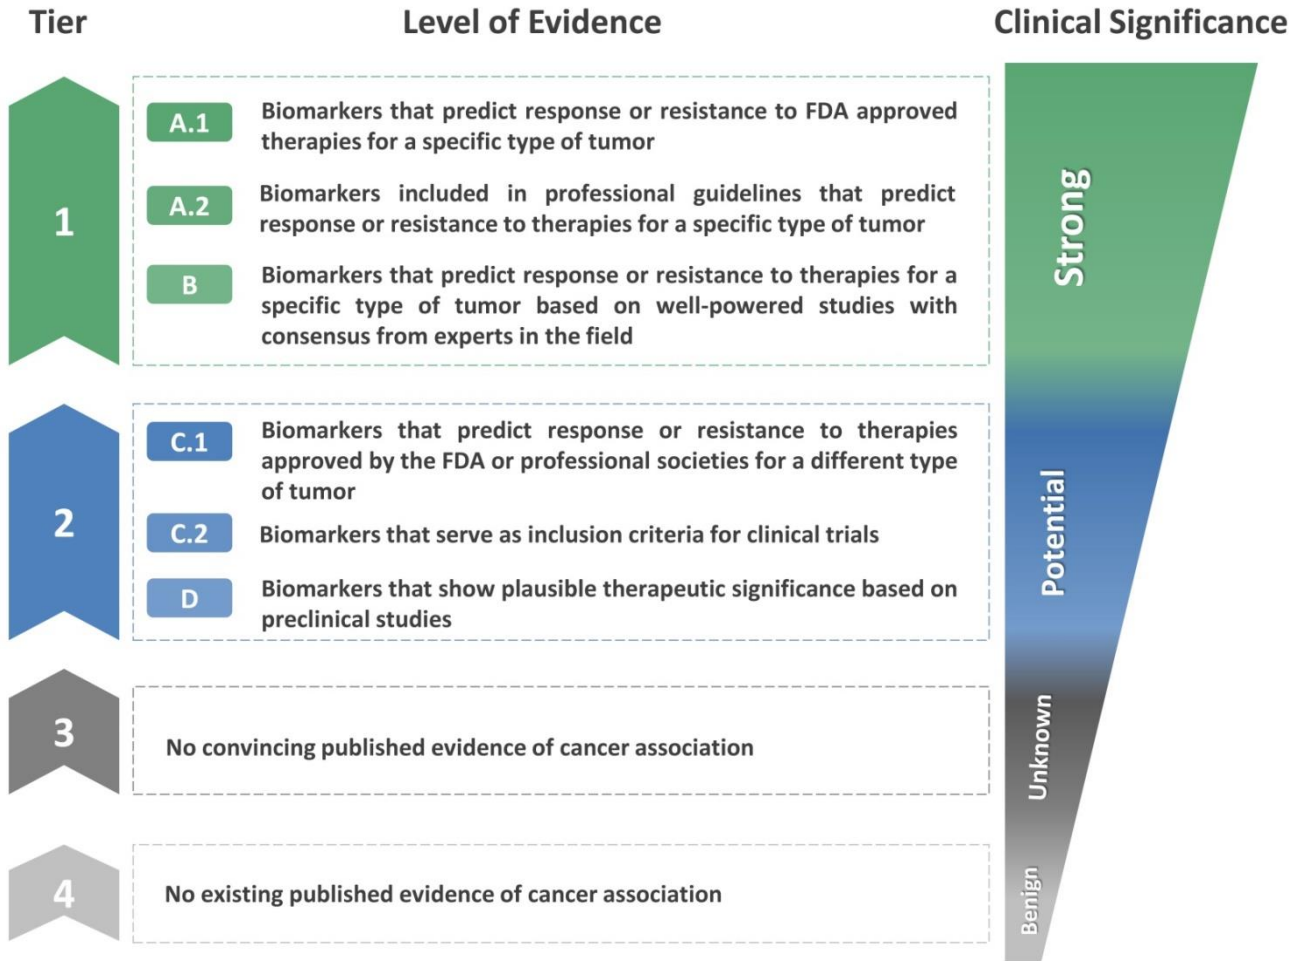 Tier
Level of Evidence
Clinical Significance
1
A.1
Biomarkers that predict response or resistance to FDA approved
therapies for a specific type of tumor
A.2
Biomarkers included in professional guidelines that predict
response or resistance to therapies for a specific type of tumor
B
Biomarkers that predict response or resistance to therapies for a
specific type of tumor based on well-powered studies with
consensus from experts in the field
Strong
2
C.1
Biomarkers that predict response or resistance to therapies
approved by the FDA or professional societies for a different type
of tumor
C.2
Biomarkers that serve as inclusion criteria for clinical trials
D
Biomarkers that show plausible therapeutic significance based on
preclinical studies
Potential
3
No convincing published evidence of cancer association
Unknown
4
No existing published evidence of cancer association
Benign